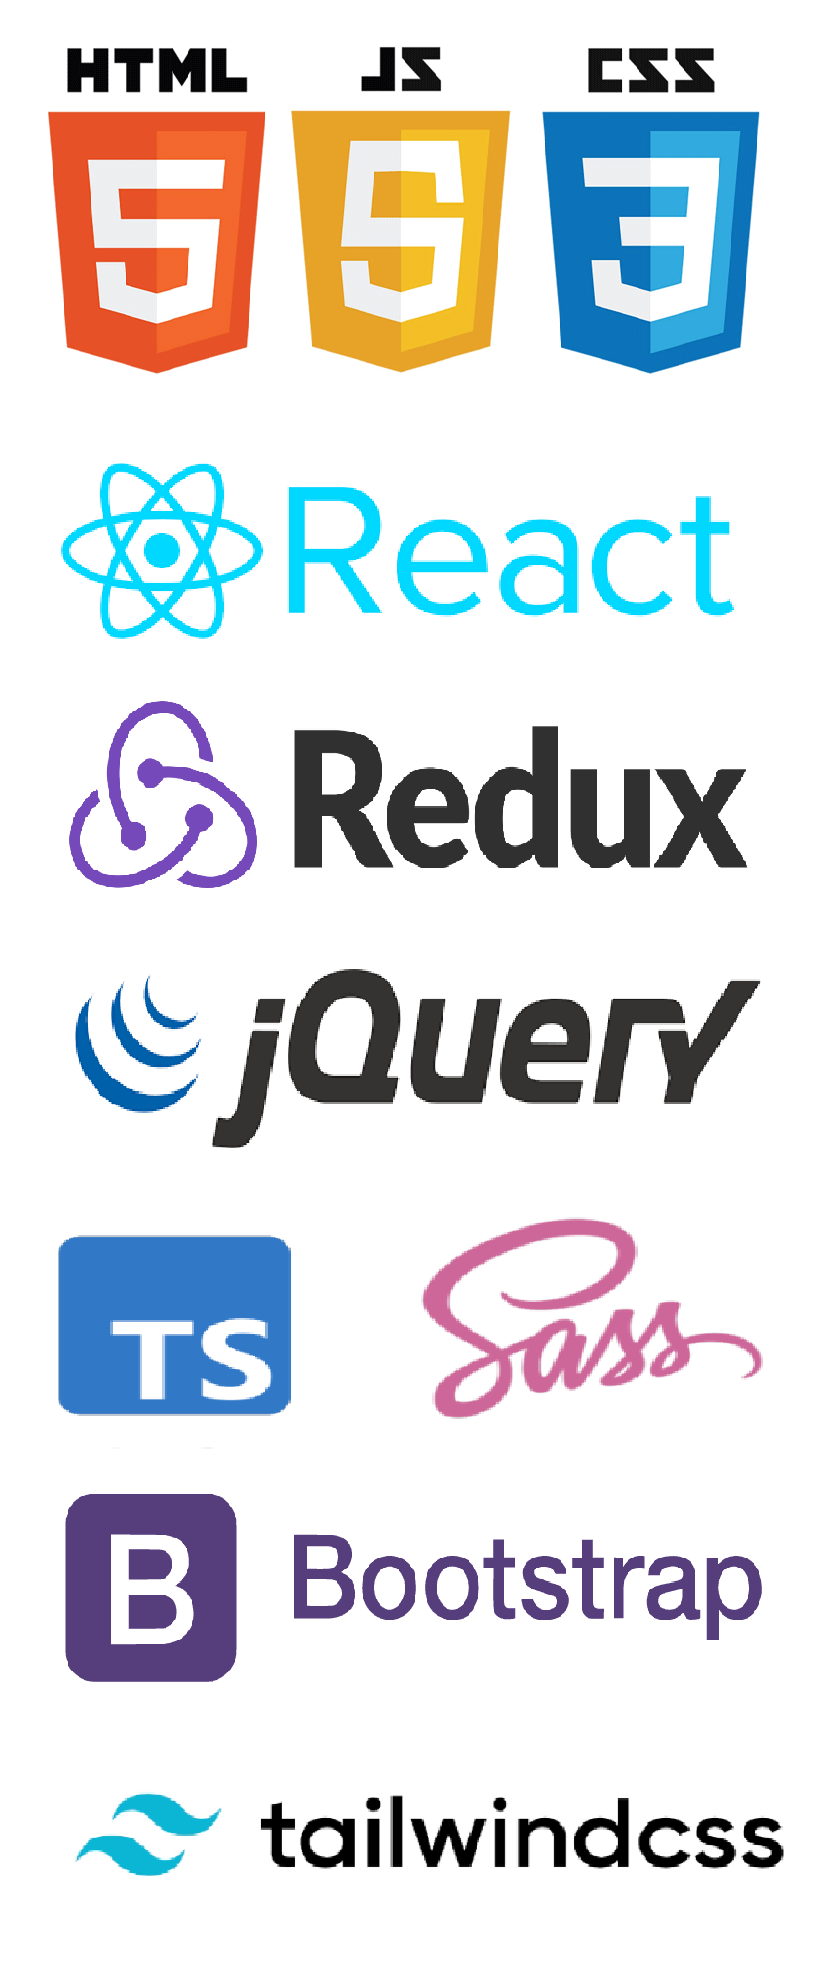 HTML JS CSS
5 5 3
React
Redux
jQuery
TS Sass
B Bootstrap
tailwindcss